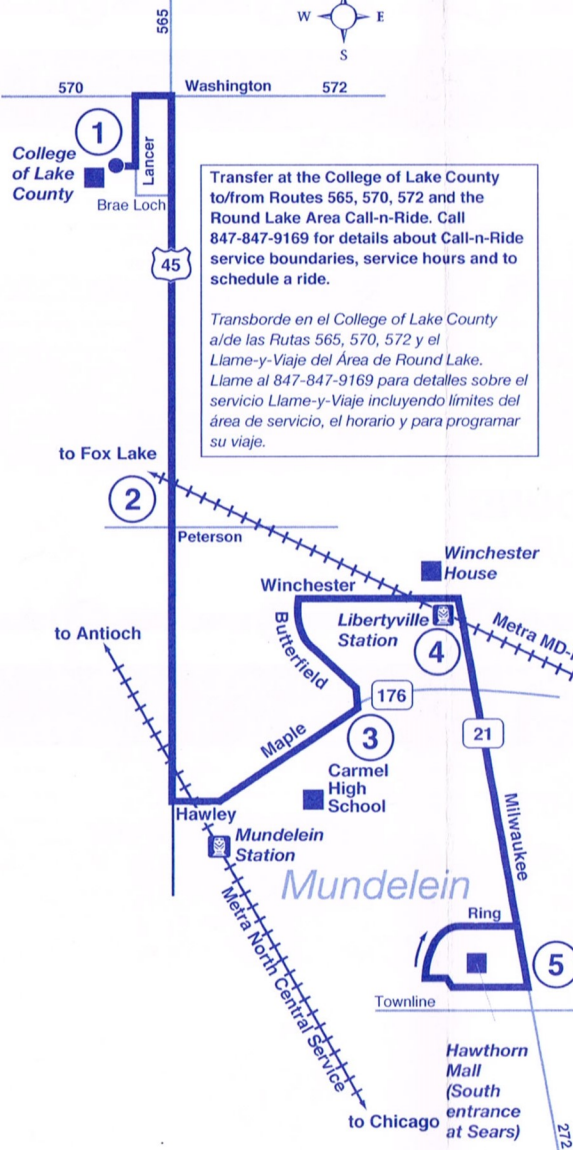 565
W E
S
570 Washington 572
1
College
of Lake
County
Lancer
Brae Loch
45
Transfer at the College of Lake County
to/from Routes 565, 570, 572 and the
Round Lake Area Call-n-Ride. Call
847-847-9169 for details about Call-n-Ride
service boundaries, service hours and to
schedule a ride.
Transborde en el College of Lake County
a/de las Rutas 565, 570, 572 y el
Llame-y-Viaje del Área de Round Lake.
Llame al 847-847-9169 para detalles sobre el
servicio Llame-y-Viaje incluyendo límites del
área de servicio, el horario y para programar
su viaje.
to Fox Lake
2
Peterson
Winchester
House
Winchester
Butterfield
Libertyville
Station
4
Metra MD-
to Antioch
176
21
Maple
3
Carmel
High
School
Hawley
Mundelein
Station
Milwaukee
Mundelein
Metra North Central Service
Ring
5
Townline
Hawthorn
Mall
(South
entrance
at Sears)
to Chicago
272